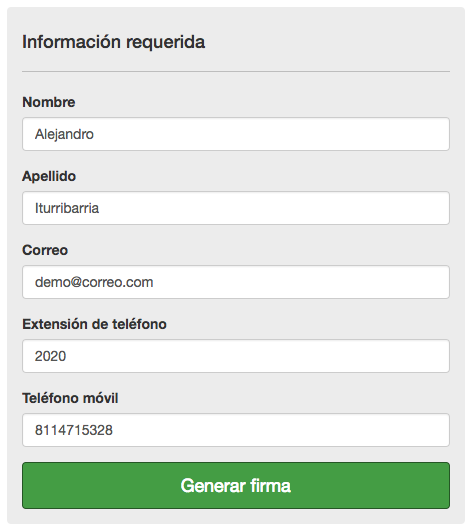 Información requerida
Nombre
Alejandro
Apellido
Iturribarria
Correo
demo@correo.com
Extensión de teléfono
2020
Teléfono móvil
8114715328
Generar firma